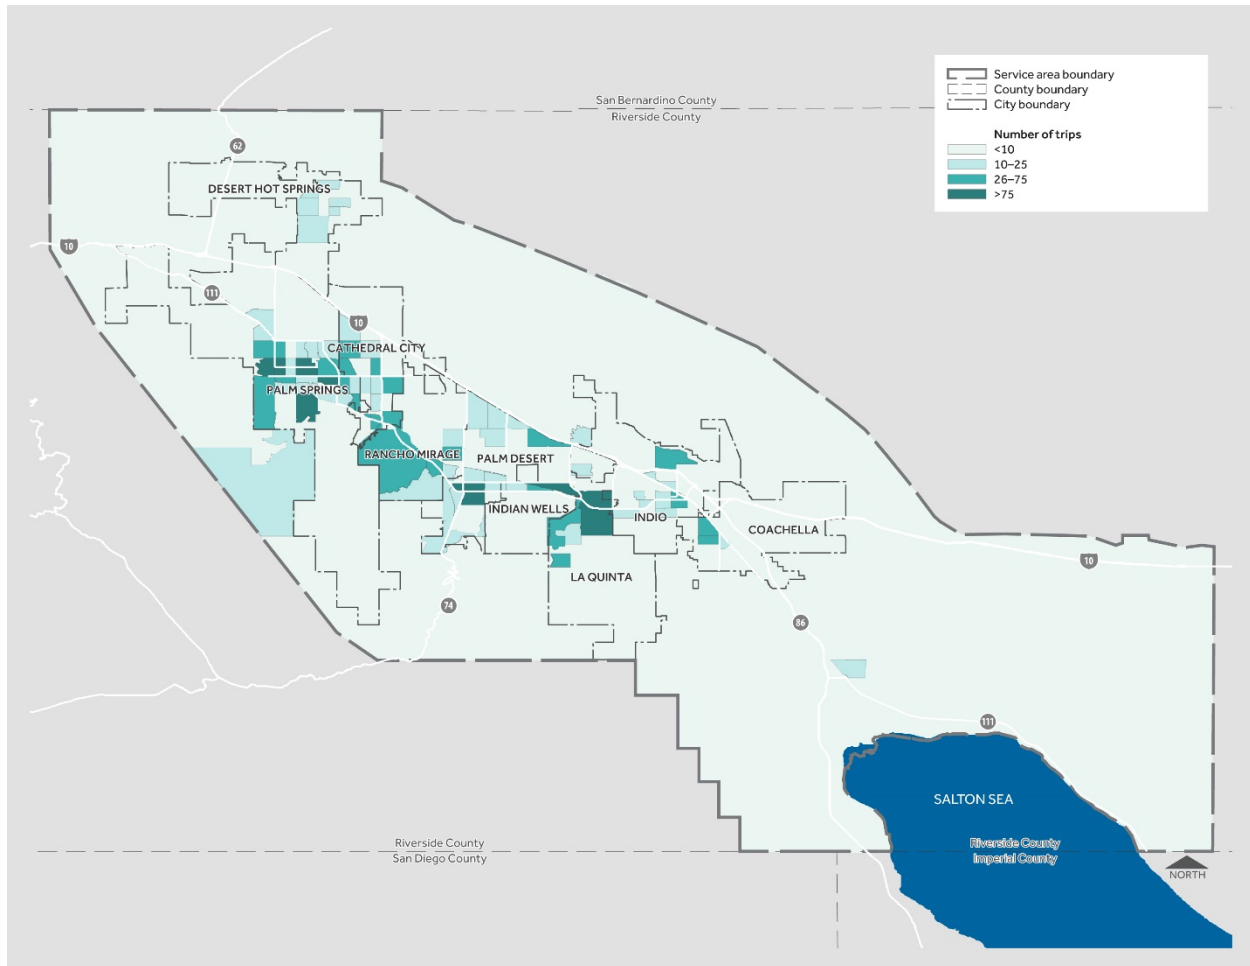 Service area boundary
County boundary
City boundary
Number of trips
<10
10–25
26–75
>75
San Bernardino County
Riverside County
62
DESERT HOT SPRINGS
10
111
10
CATHEDRAL CITY
PALM SPRINGS
RANCHO MIRAGE
PALM DESERT
INDIAN WELLS
INDIO
COACHELLA
LA QUINTA
10
74
86
111
SALTON SEA
Riverside County
San Diego County
Riverside County
Imperial County
NORTH